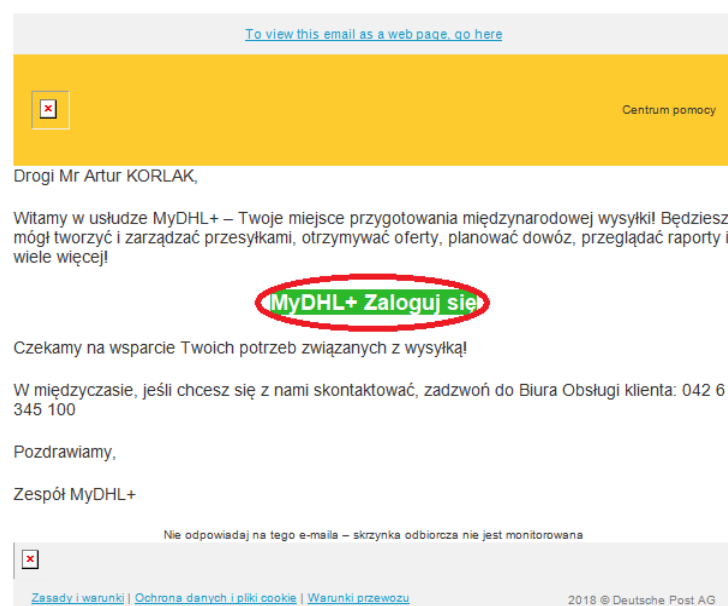 To view this email as a web page, go here
Centrum pomocy
Drogi Mr Artur KORLAK,
Witamy w usłudze MyDHL+ – Twoje miejsce przygotowania międzynarodowej wysyłki! Będziesz
mógł tworzyć i zarządzać przesyłkami, otrzymywać oferty, planować dowóz, przeglądać raporty i
wiele więcej!
MyDHL+ Zaloguj się
Czekamy na wsparcie Twoich potrzeb związanych z wysyłką!
W międzyczasie, jeśli chcesz się z nami skontaktować, zadzwoń do Biura Obsługi klienta: 042 6
345 100
Pozdrawiamy,
Zespół MyDHL+
Nie odpowiadaj na tego e-maila – skrzynka odbiorcza nie jest monitorowana
Zasady i warunki | Ochrona danych i pliki cookie | Warunki przewozu
2018 © Deutsche Post AG